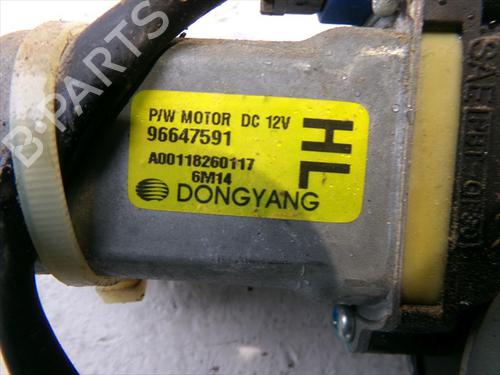 P/W MOTOR DC 12V
96647591
HL
A00118260117
6M14
DONGYANG
B-PARTS